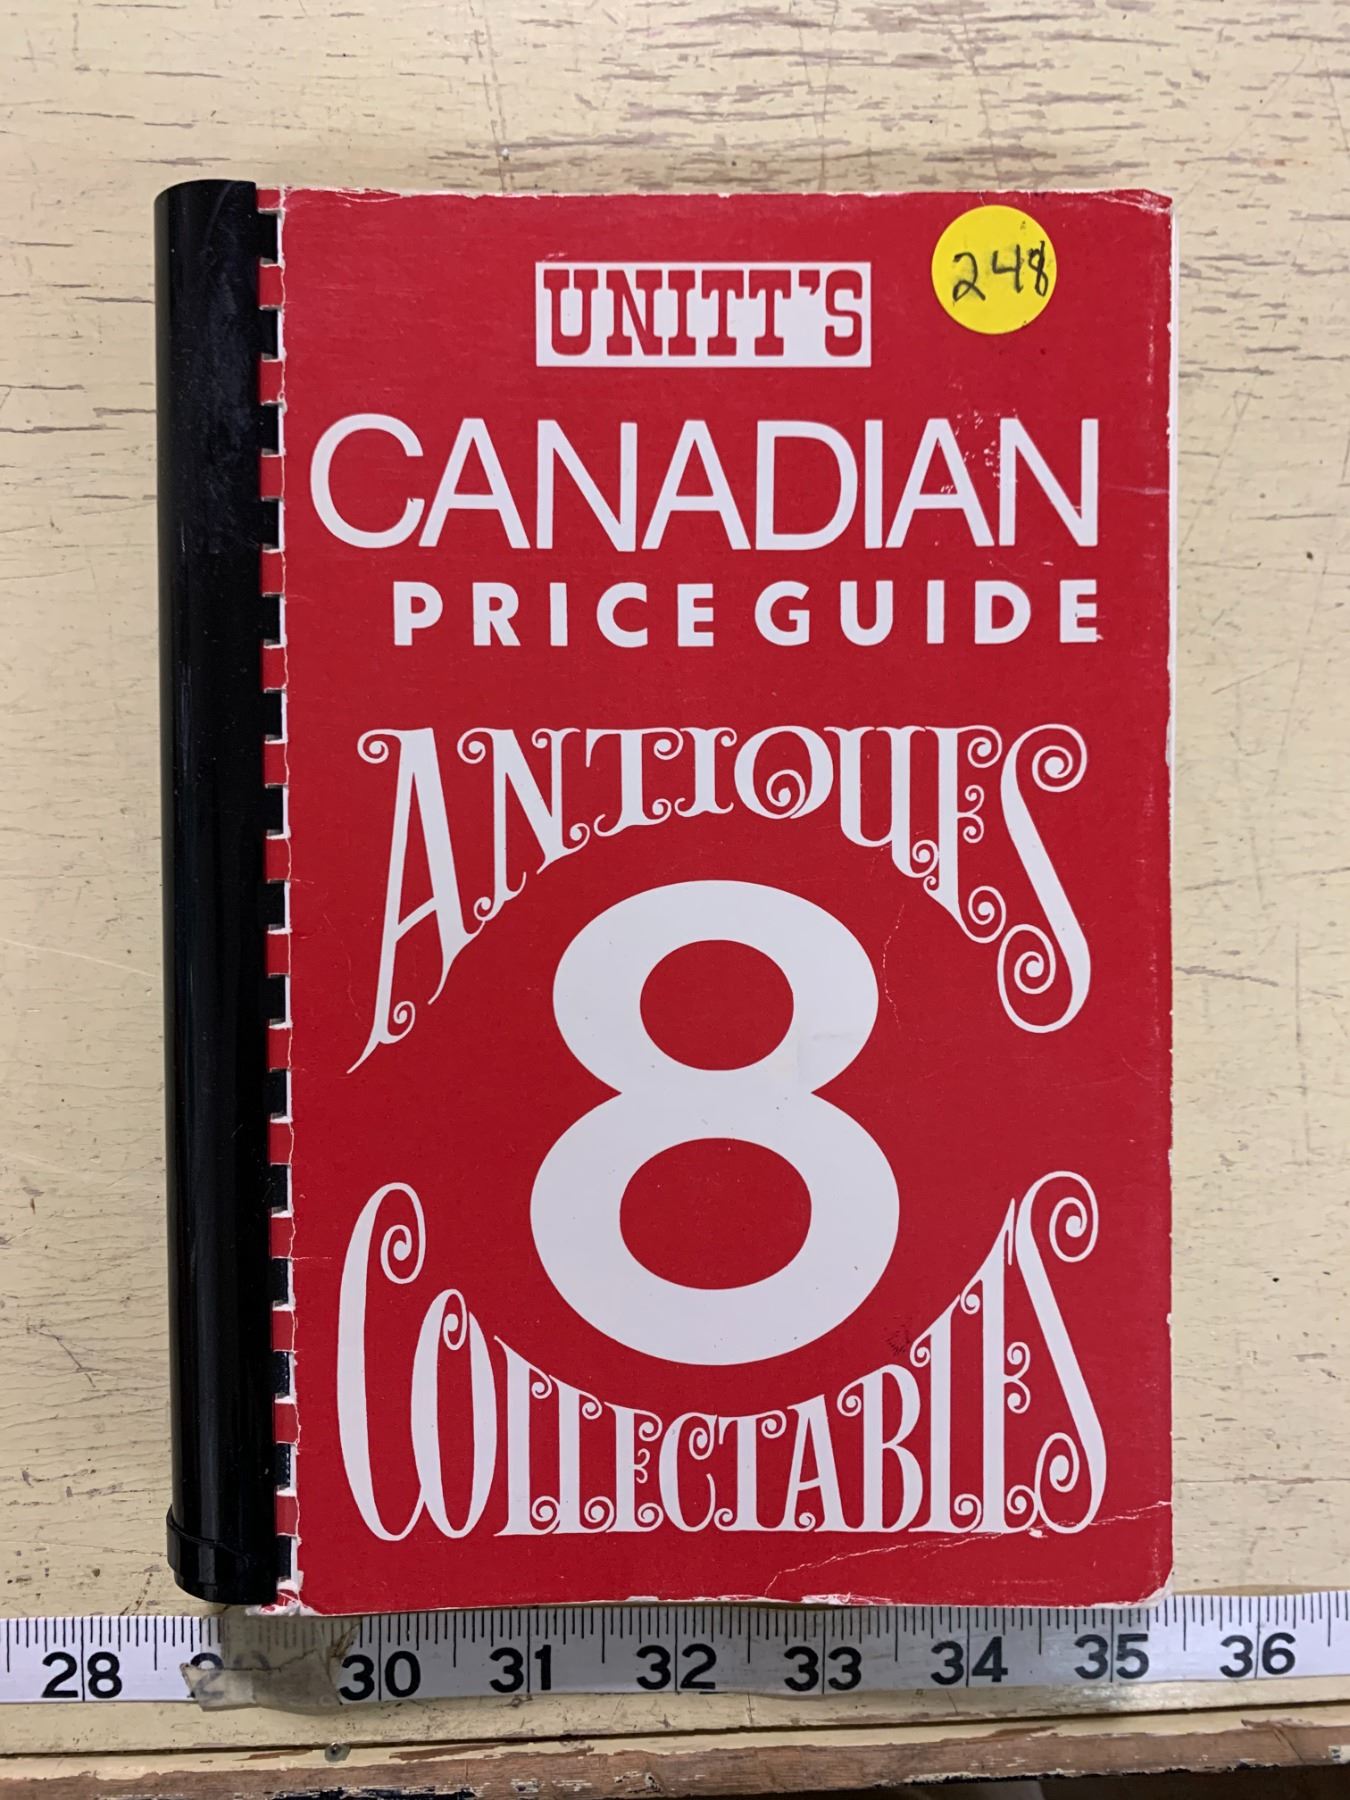 248
UNITT'S
CANADIAN
PRICE GUIDE
ANTIQUES
8
COLLECTABLES
28 30 31 32 33 34 35 36